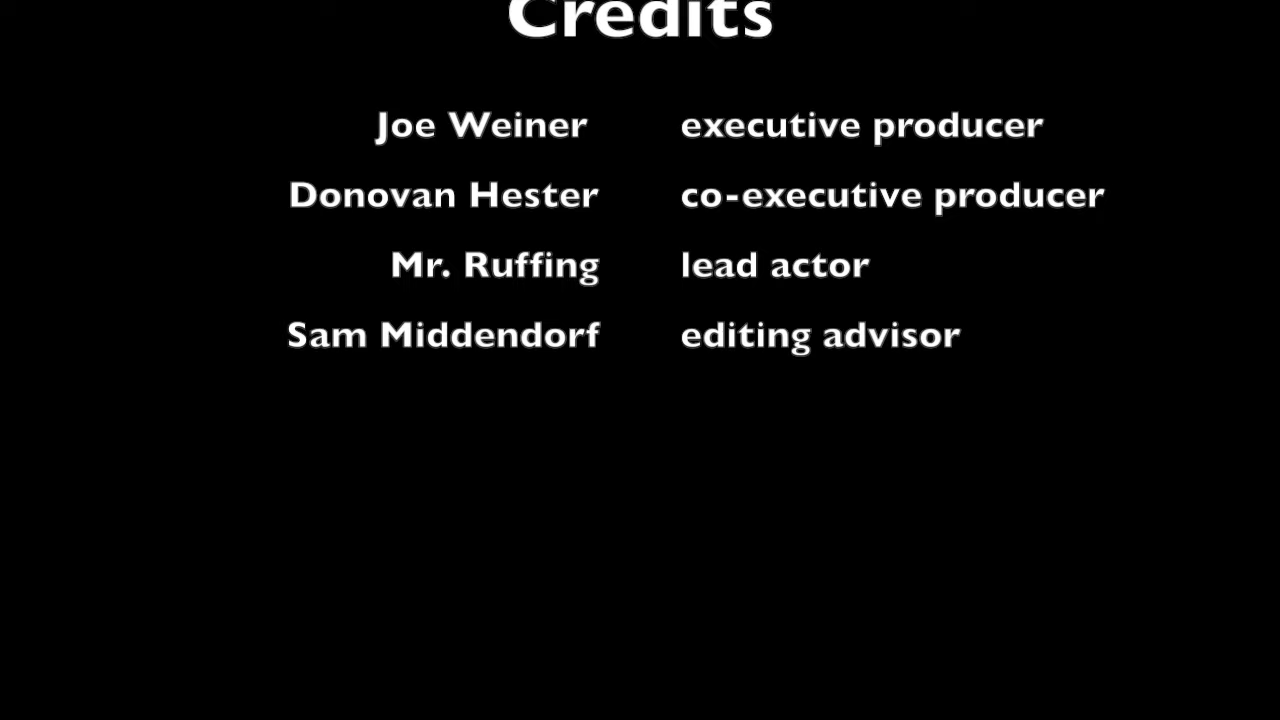 Credits
Joe Weiner executive producer
Donovan Hester co-executive producer
Mr. Ruffing lead actor
Sam Middendorf editing advisor